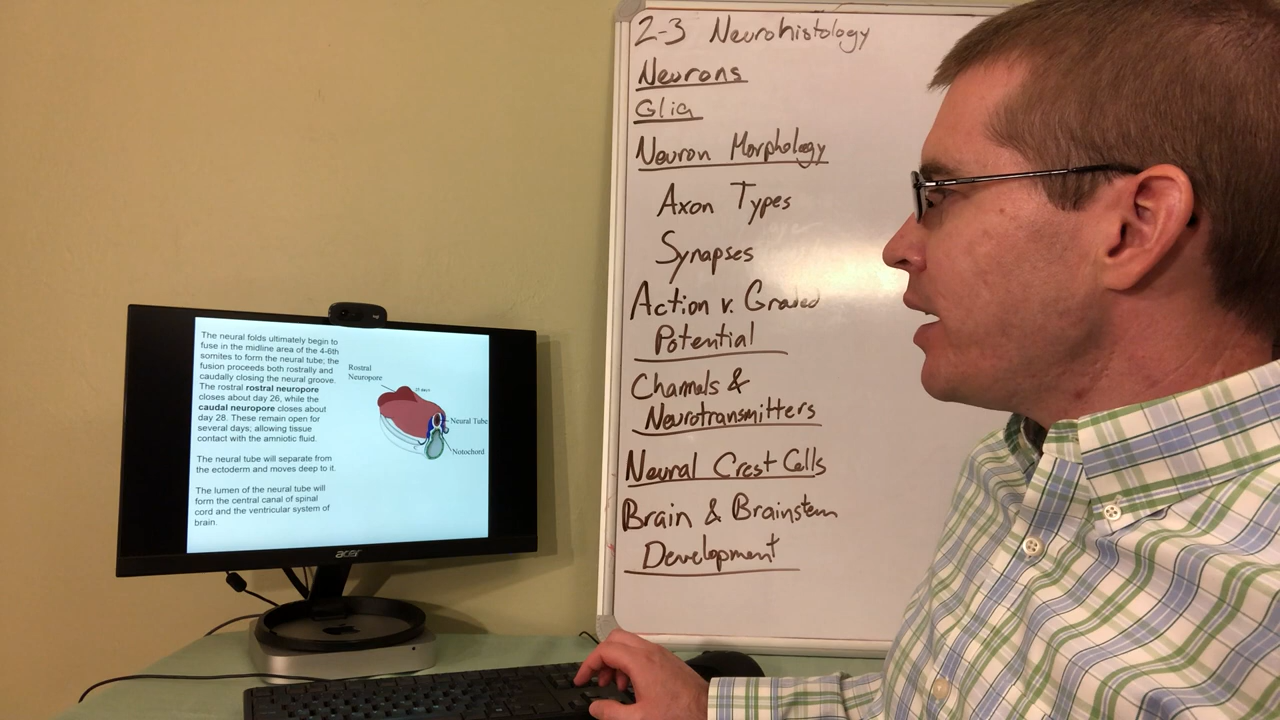 The neural folds ultimately begin to
fuse in the midline area of the 4-6th
somites to form the neural tube; the
fusion proceeds both rostrally and
caudally closing the neural groove.
The rostral rostral neuropore
closes about day 26, while the
caudal neuropore closes about
day 28. These remain open for
several days; allowing tissue
contact with the amniotic fluid.
The neural tube will separate from
the ectoderm and moves deep to it.
The lumen of the neural tube will
form the central canal of spinal
cord and the ventricular system of
brain.
Rostral
Neuropore
Neural Tube
Notochord
acer
2-3 Neurohistology
Neurons
Glia
Neuron Morphology
Axon Types
Synapses
Action v. Graded
Potential
Channels &
Neurotransmitters
Neural Crest Cells
Brain & Brainstem
Development